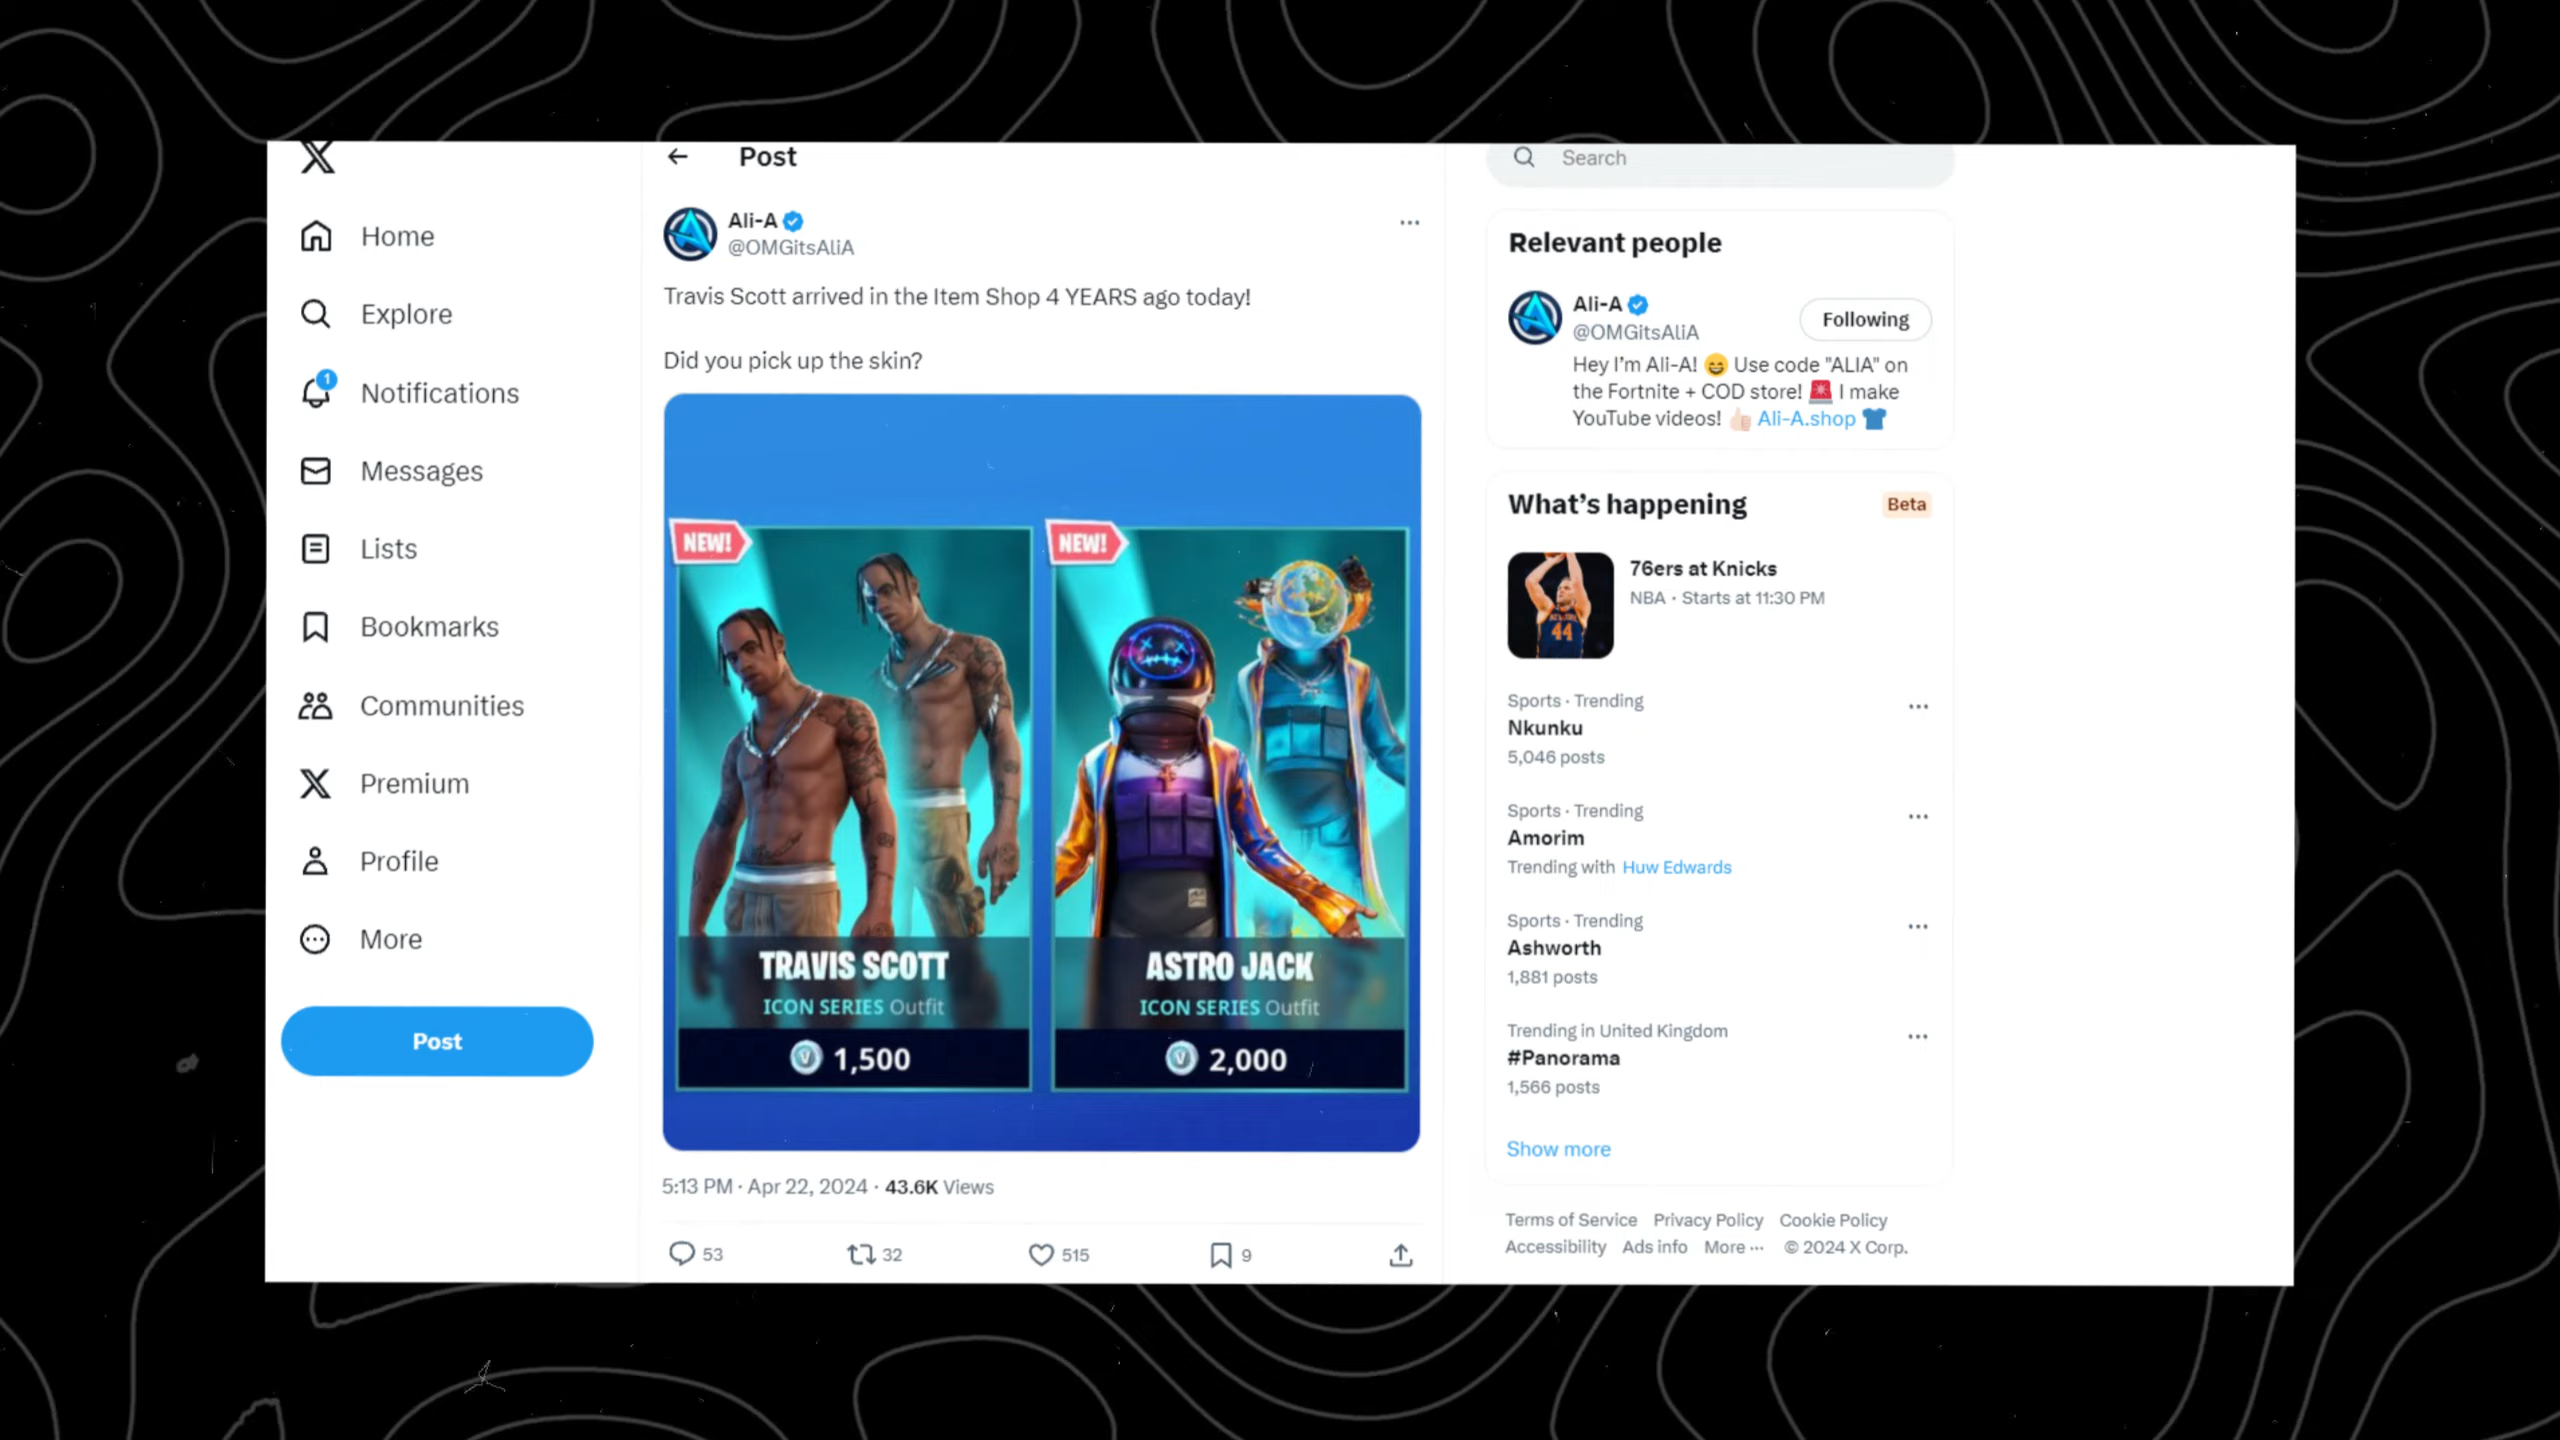 Home
Explore
1
Notifications
Messages
Lists
Bookmarks
Communities
Premium
Profile
More
Post
Post
Ali-A
@OMGitsAliA
Travis Scott arrived in the Item Shop 4 YEARS ago today!
Did you pick up the skin?
NEW!
TRAVIS SCOTT
ICON SERIES Outfit
1,500
NEW!
ASTRO JACK
ICON SERIES Outfit
2,000
5:13 PM · Apr 22, 2024 · 43.6K Views
53
32
515
9
Search
Relevant people
Ali-A
@OMGitsAliA
Following
Hey I'm Ali-A! 😄 Use code "ALIA" on
the Fortnite + COD store! 🚨 I make
YouTube videos! 👍🏻 Ali-A.shop 👕
What's happening
Beta
44
76ers at Knicks
NBA · Starts at 11:30 PM
Sports · Trending
Nkunku
5,046 posts
Sports · Trending
Amorim
Trending with Huw Edwards
Sports · Trending
Ashworth
1,881 posts
Trending in United Kingdom
#Panorama
1,566 posts
Show more
Terms of Service Privacy Policy Cookie Policy
Accessibility Ads info More ··· © 2024 X Corp.